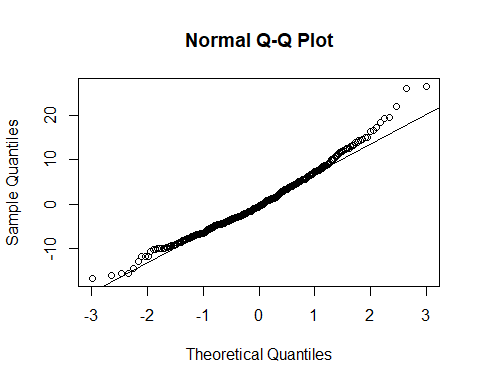 Normal Q-Q Plot
Sample Quantiles
20
10
0
-10
-3 -2 -1 0 1 2 3
Theoretical Quantiles